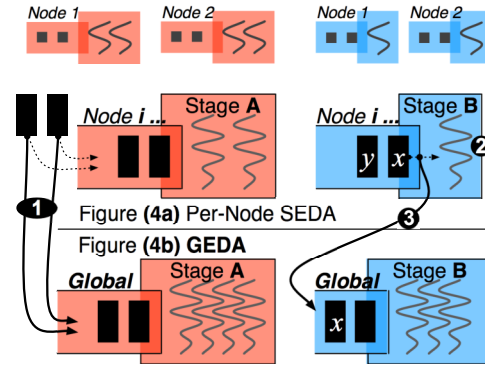 Node 1
Node 2
Node 1
Node 2
Node i ...
Stage A
Node i ...
Stage B
y
x
2
1
Figure (4a) Per-Node SEDA
3
Figure (4b) GEDA
Global
Stage A
Global
Stage B
x